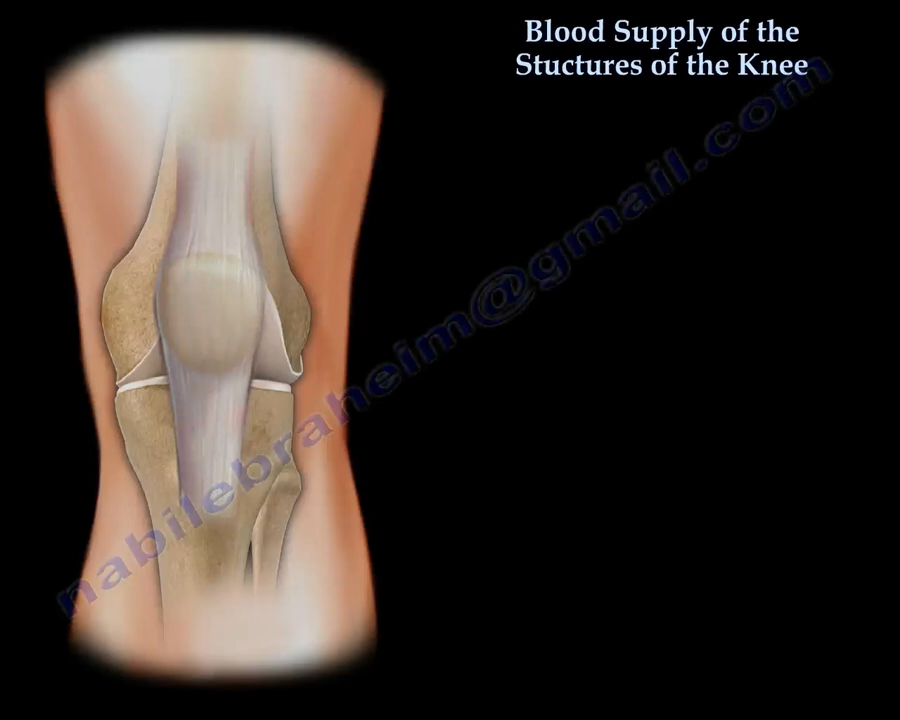 Blood Supply of the
Stuctures of the Knee
nabilebraheim@gmail.com